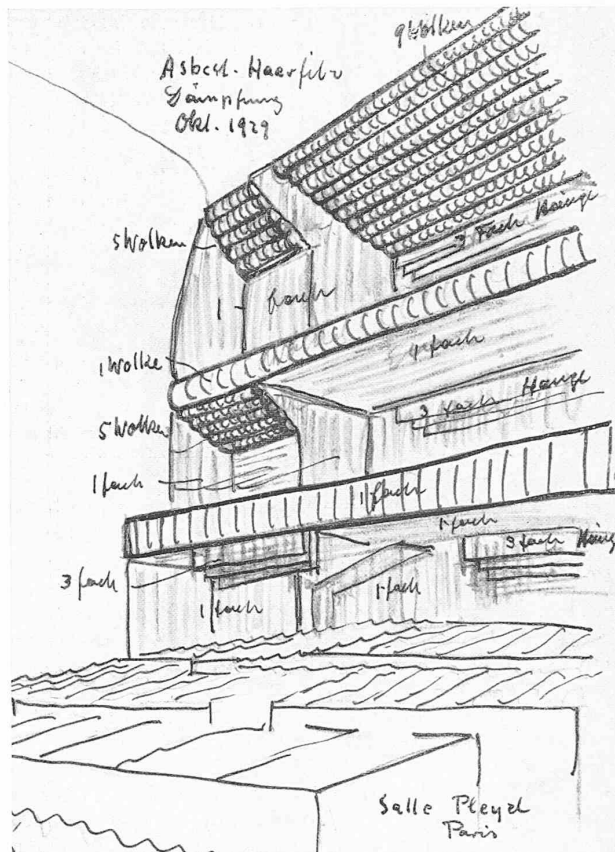 9 Wolken
Asbest-Haarfilz
Dämpfung
Okt. 1929
5 Wolken
3 fach Hänge
1 fach
1 Wolke
4 fach
3 fach Hänge
5 Wolken
1 fach
1 fach
1 fach
3 fach Häng
3 fach
1 fach
1 fach
Salle Pleyel
Paris